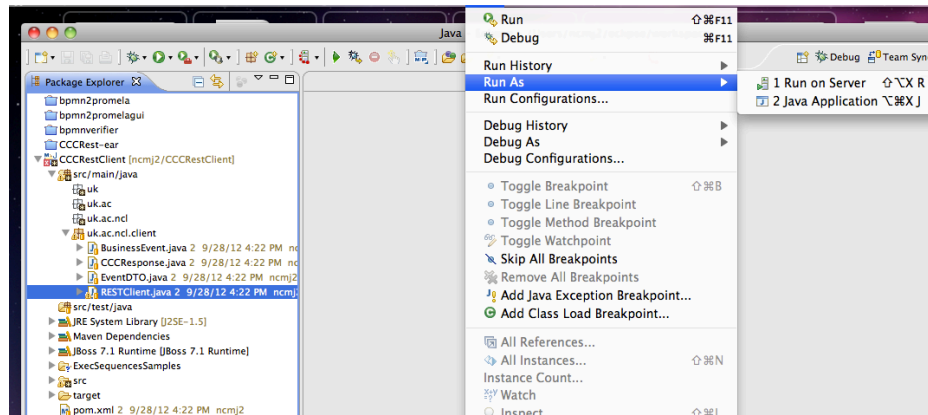 Java
Debug Team Syn
Package Explorer
bpmn2promela
bpmn2promelagui
bpmnverifier
CCCRest-ear
CCCRestClient [ncmj2/CCCRestClient]
src/main/java
uk
uk.ac
uk.ac.ncl
uk.ac.ncl.client
BusinessEvent.java 2 9/28/12 4:22 PM nc
CCCResponse.java 2 9/28/12 4:22 PM nc
EventDTO.java 2 9/28/12 4:22 PM ncmj
RESTClient.java 2 9/28/12 4:22 PM ncmj
src/test/java
JRE System Library [J2SE-1.5]
Maven Dependencies
JBoss 7.1 Runtime [JBoss 7.1 Runtime]
ExecSequencesSamples
src
target
pom.xml 2 9/28/12 4:22 PM ncmj2
Run ⇧⌘F11
Debug ⌘F11
Run History
Run As
Run Configurations...
Debug History
Debug As
Debug Configurations...
Toggle Breakpoint ⇧⌘B
Toggle Line Breakpoint
Toggle Method Breakpoint
Toggle Watchpoint
Skip All Breakpoints
Remove All Breakpoints
Add Java Exception Breakpoint...
Add Class Load Breakpoint...
All References...
All Instances... ⇧⌘N
Instance Count...
Watch
Inspect ⇧⌘I
1 Run on Server ⇧⌥X R
2 Java Application ⌥⌘X J